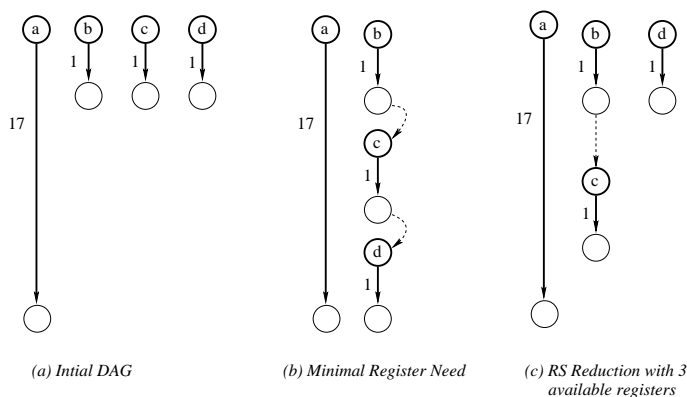 a b c d
1 1 1
17
(a) Intial DAG
a b
1
17
c
1
d
1
(b) Minimal Register Need
a b d
1 1
17
c
1
(c) RS Reduction with 3
available registers